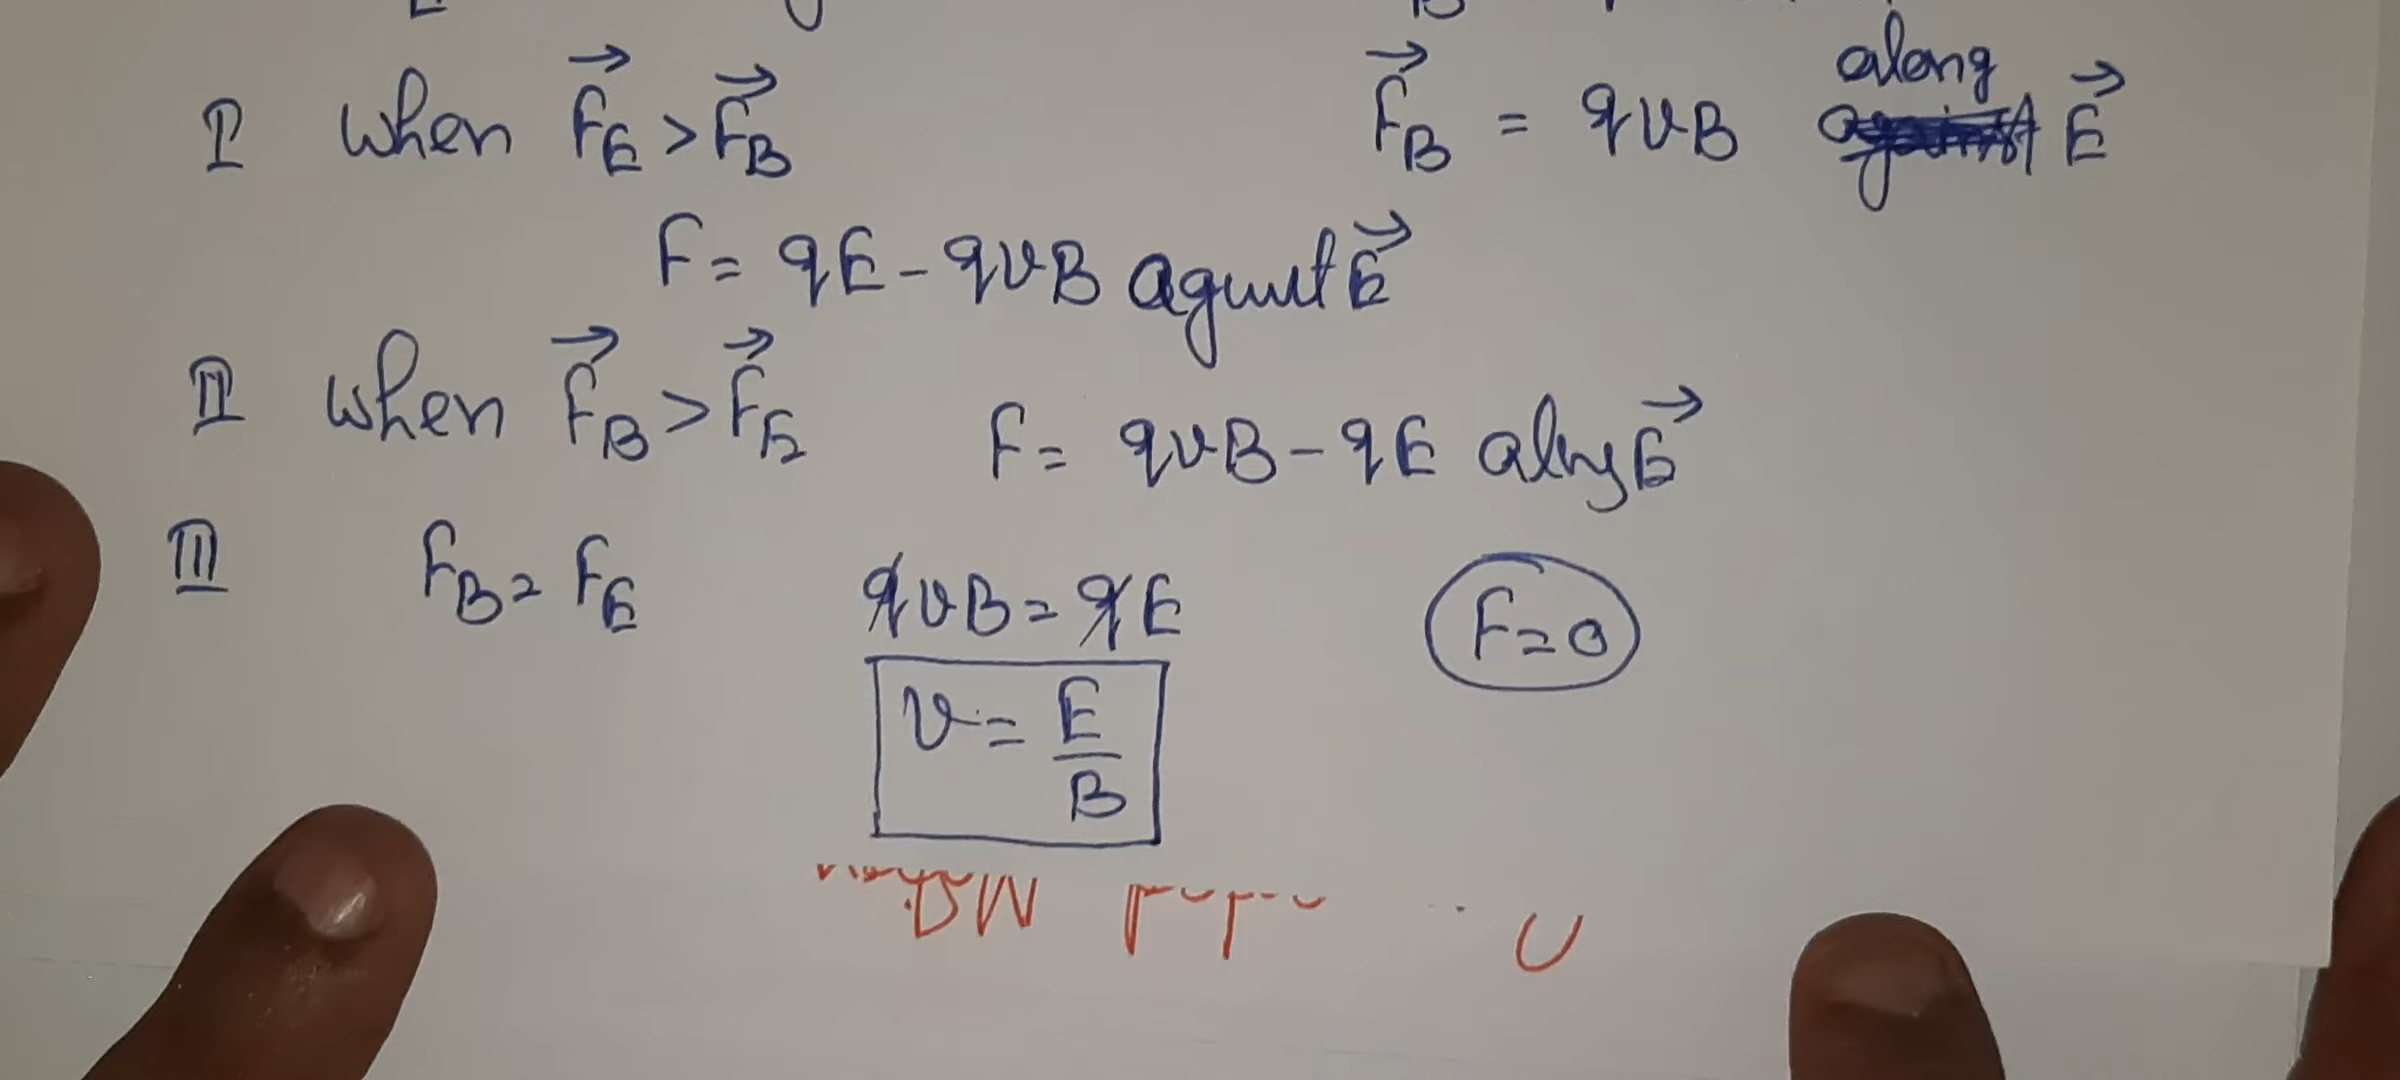 I when F⃗E > F⃗B
F⃗B = qvB along E⃗
F = qE - qvB against E⃗
II when F⃗B > F⃗E F = qvB - qE along E⃗
III FB = FE qvB = qE F = 0
v = E/B